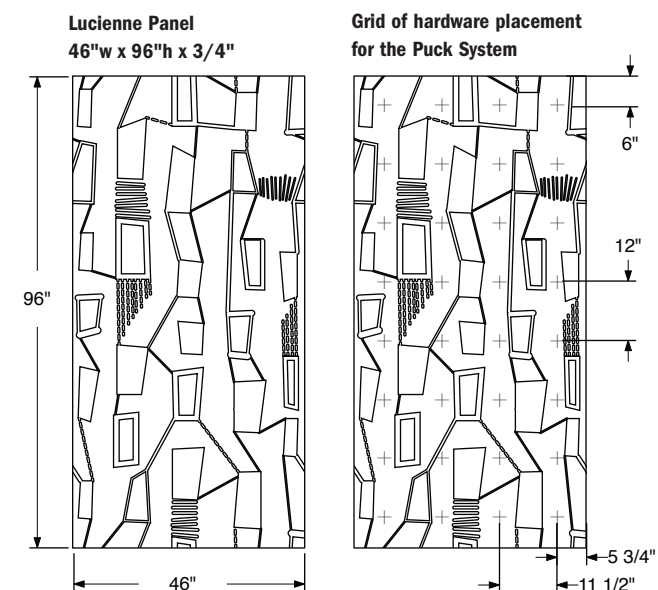 Lucienne Panel
46"w x 96"h x 3/4"
Grid of hardware placement
for the Puck System
6"
12"
96"
5 3/4"
46"
11 1/2"